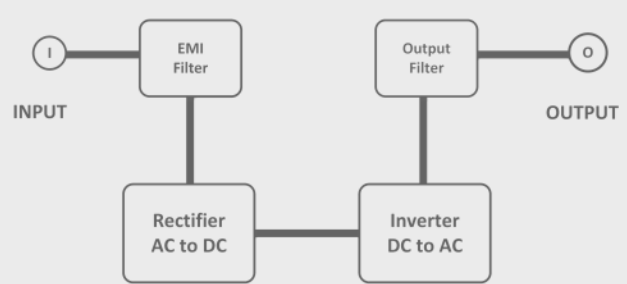 I
EMI
Filter
Output
Filter
O
INPUT
OUTPUT
Rectifier
AC to DC
Inverter
DC to AC